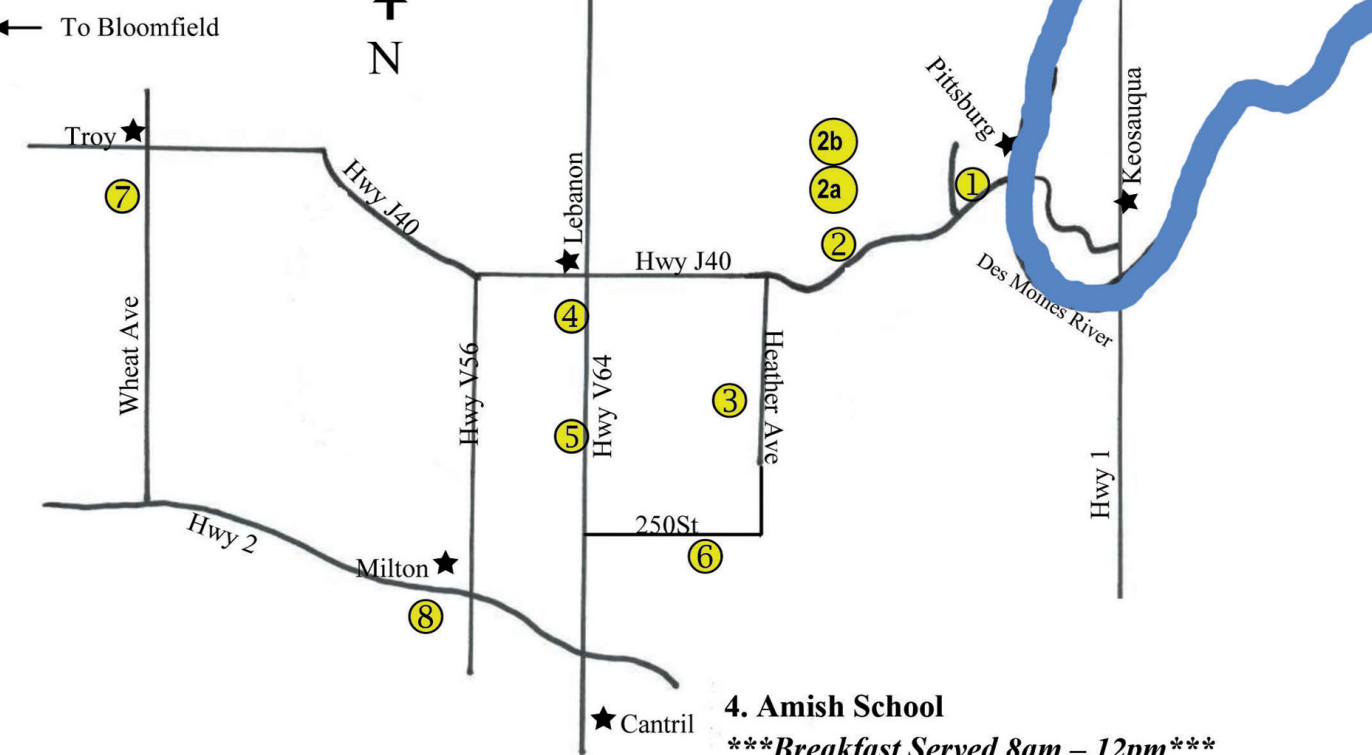 To Bloomfield
N
Troy
Pittsburg
Keosauqua
2b
2a
1
7
Hwy J40
Lebanon
2
Hwy J40
Des Moines River
4
Wheat Ave
Hwy V56
Hwy V64
3
Heather Ave
5
Hwy 1
Hwy 2
250St
6
Milton
8
Cantril
4. Amish School
***Breakfast Served 8am – 12pm***